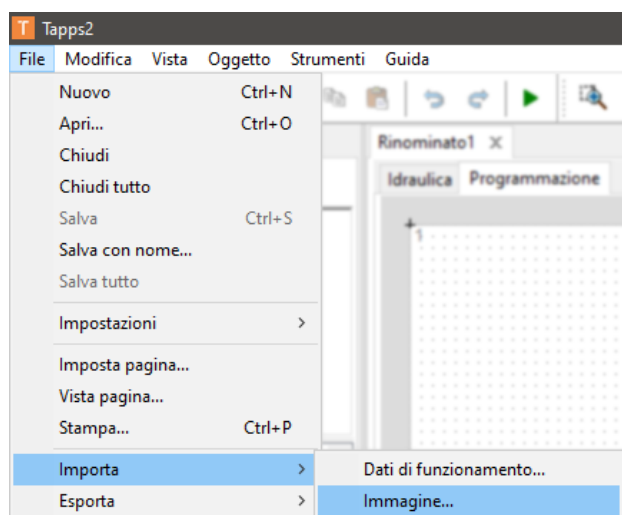 T Tapps2
File Modifica Vista Oggetto Strumenti Guida
Nuovo Ctrl+N
Apri... Ctrl+O
Chiudi
Chiudi tutto
Salva Ctrl+S
Salva con nome...
Salva tutto
Impostazioni >
Imposta pagina...
Vista pagina...
Stampa... Ctrl+P
Importa >
Esporta >
Rinominato1 X
Idraulica Programmazione
1
Dati di funzionamento...
Immagine...